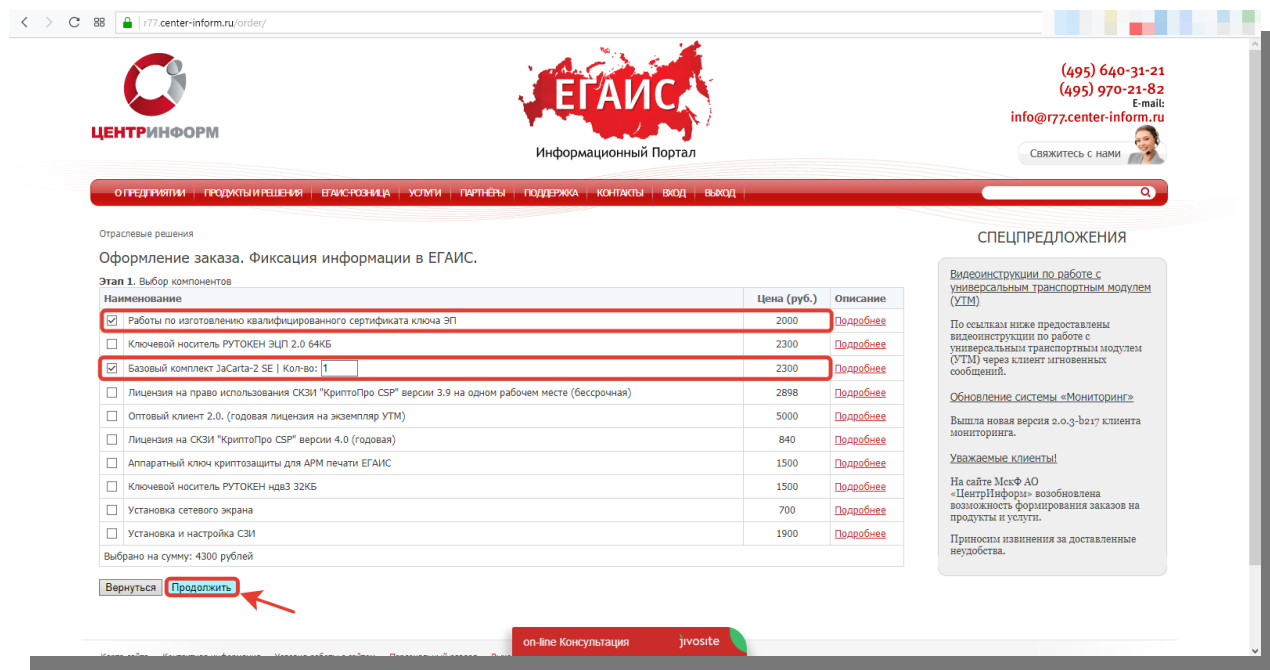 r77.center-inform.ru/order/
ЦЕНТРИНФОРМ
ЕГАИС
Информационный Портал
(495) 640-31-21
(495) 970-21-82
E-mail:
info@r77.center-inform.ru
Свяжитесь с нами
О ПРЕДПРИЯТИИ ПРОДУКТЫ И РЕШЕНИЯ ЕГАИС-РОЗНИЦА УСЛУГИ ПАРТНЁРЫ ПОДДЕРЖКА КОНТАКТЫ ВХОД ВЫХОД
Отраслевые решения
Оформление заказа. Фиксация информации в ЕГАИС.
Этап 1. Выбор компонентов
Наименование Цена (руб.) Описание
Работы по изготовлению квалифицированного сертификата ключа ЭП 2000 Подробнее
Ключевой носитель РУТОКЕН ЭЦП 2.0 64КБ 2300 Подробнее
Базовый комплект JaCarta-2 SE | Кол-во: 1 2300 Подробнее
Лицензия на право использования СКЗИ "КриптоПро CSP" версии 3.9 на одном рабочем месте (бессрочная) 2898 Подробнее
Оптовый клиент 2.0. (годовая лицензия на экземпляр УТМ) 5000 Подробнее
Лицензия на СКЗИ "КриптоПро CSP" версии 4.0 (годовая) 840 Подробнее
Аппаратный ключ криптозащиты для АРМ печати ЕГАИС 1500 Подробнее
Ключевой носитель РУТОКЕН ндв3 32КБ 1500 Подробнее
Установка сетевого экрана 700 Подробнее
Установка и настройка СЗИ 1900 Подробнее
Выбрано на сумму: 4300 рублей
Вернуться Продолжить
СПЕЦПРЕДЛОЖЕНИЯ
Видеоинструкции по работе с
универсальным транспортным модулем
(УТМ)
По ссылкам ниже предоставлены
видеоинструкции по работе с
универсальным транспортным модулем
(УТМ) через клиент мгновенных
сообщений.
Обновление системы «Мониторинг»
Вышла новая версия 2.0.3-b217 клиента
мониторинга.
Уважаемые клиенты!
На сайте МскФ АО
«ЦентрИнформ» возобновлена
возможность формирования заказов на
продукты и услуги.
Приносим извинения за доставленные
неудобства.
on-line Консультация jivosite